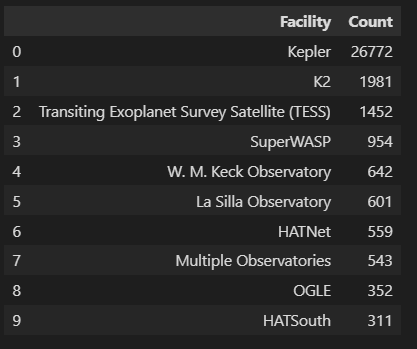 Facility Count
0 Kepler 26772
1 K2 1981
2 Transiting Exoplanet Survey Satellite (TESS) 1452
3 SuperWASP 954
4 W. M. Keck Observatory 642
5 La Silla Observatory 601
6 HATNet 559
7 Multiple Observatories 543
8 OGLE 352
9 HATSouth 311